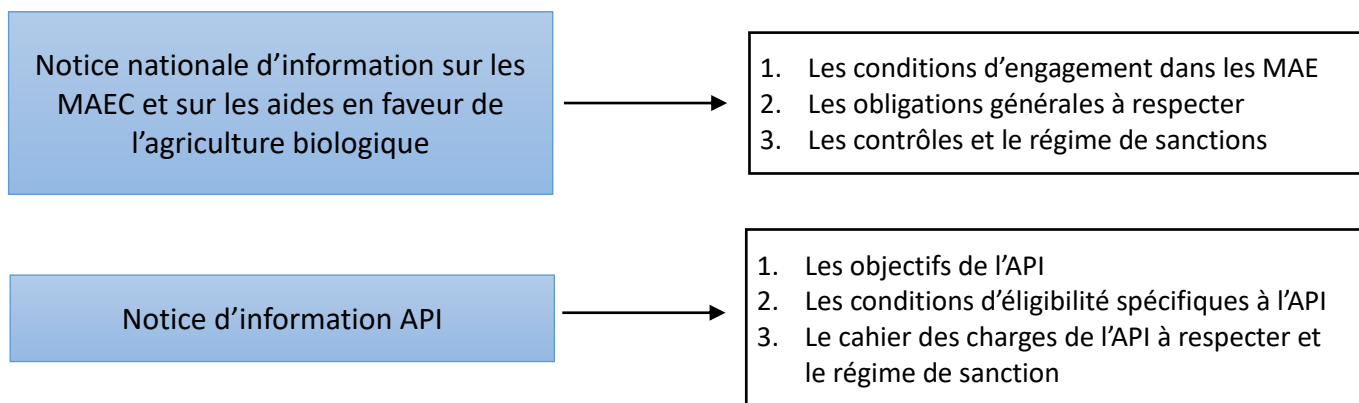 Notice nationale d’information sur les
MAEC et sur les aides en faveur de
l’agriculture biologique
1. Les conditions d’engagement dans les MAE
2. Les obligations générales à respecter
3. Les contrôles et le régime de sanctions
Notice d’information API
1. Les objectifs de l’API
2. Les conditions d’éligibilité spécifiques à l’API
3. Le cahier des charges de l’API à respecter et
le régime de sanction